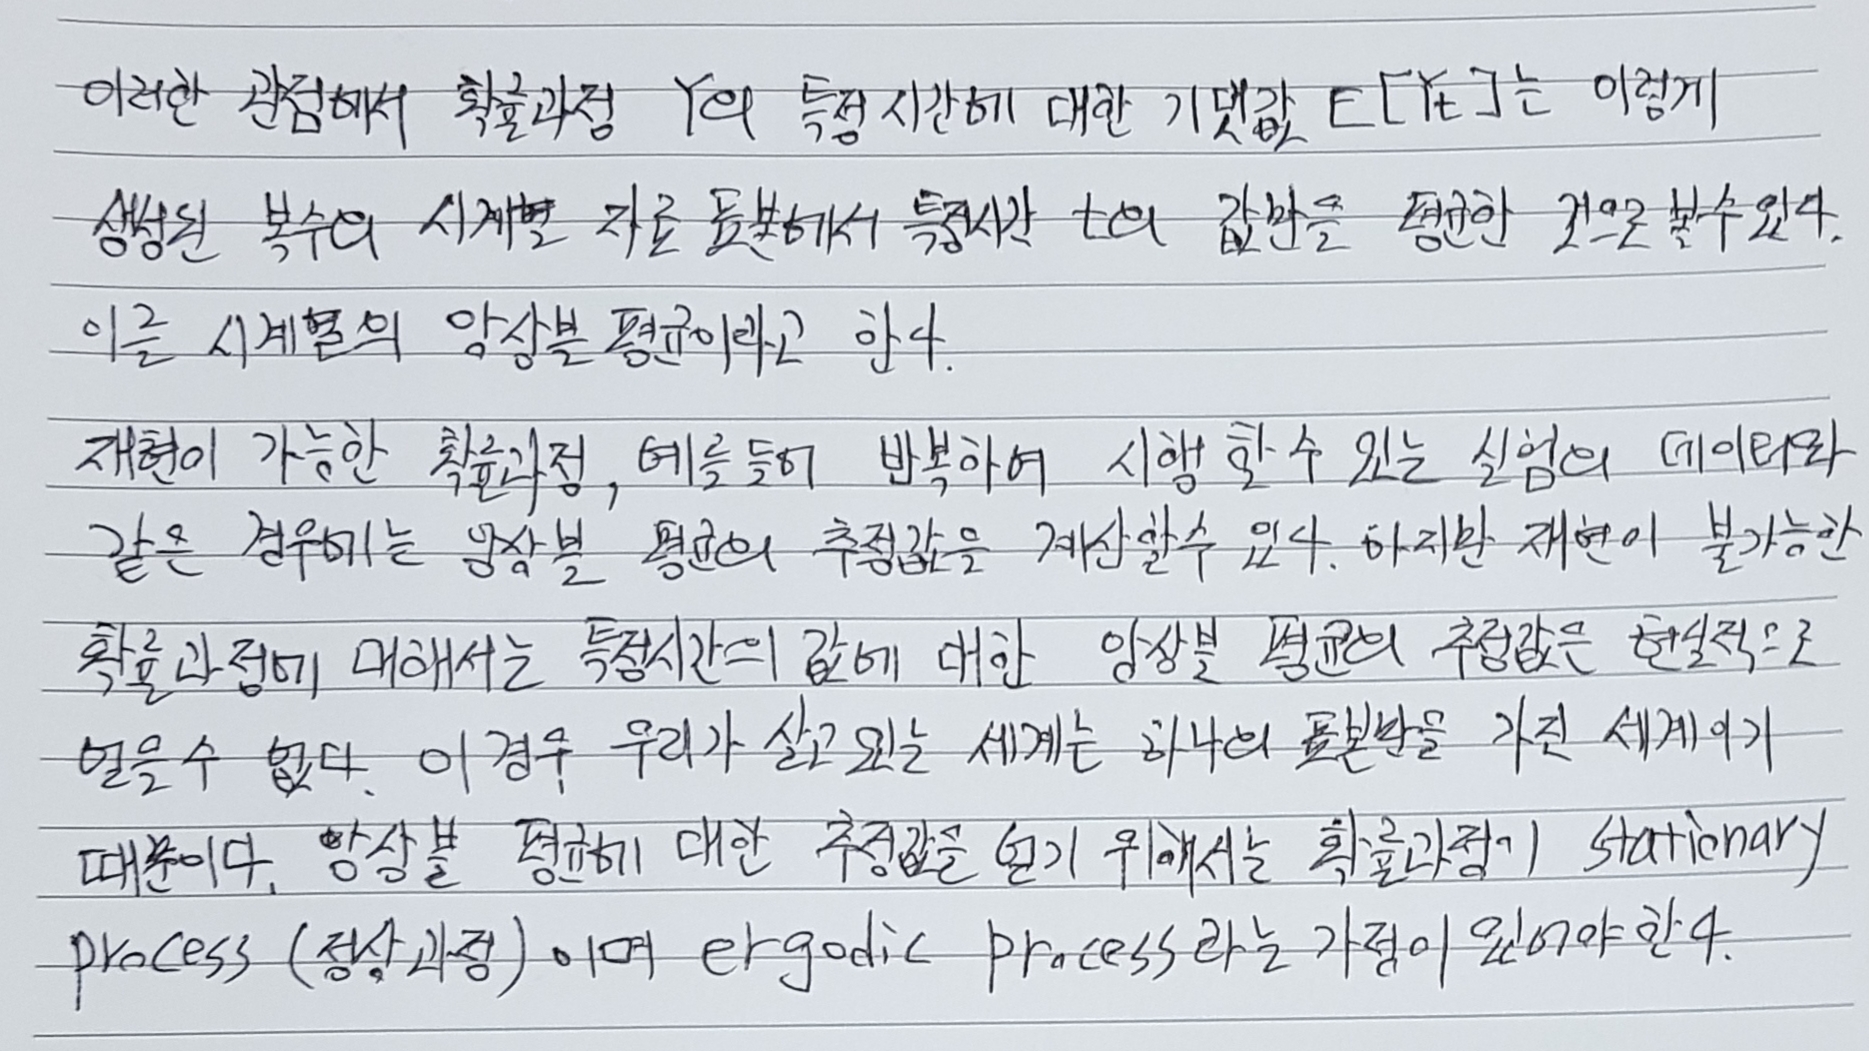 이러한 관점에서 확률과정 Y의 특정시간에 대한 기댓값 E[Yt]는 이렇게
생성된 복수의 시계별 자료 표본에서 특정시간 t의 값만을 평균한 것으로 볼수있다.
이를 시계열의 앙상블 평균이라고 한다.
재현이 가능한 확률과정, 예를들어 반복하여 시행할수 있는 실험의 데이터와
같은 경우에는 앙상블 평균의 추정값을 계산할수 있다. 하지만 재현이 불가능한
확률과정에 대해서는 특정시간의 값에 대한 앙상블 평균의 추정값은 현실적으로
얻을수 없다. 이경우 우리가 살고있는 세계는 하나의 표본만을 가진 세계이기
때문이다. 앙상블 평균에 대한 추정값을 얻기 위해서는 확률과정이 stationary
process (정상과정) 이며 ergodic process라는 가정이 있어야한다.